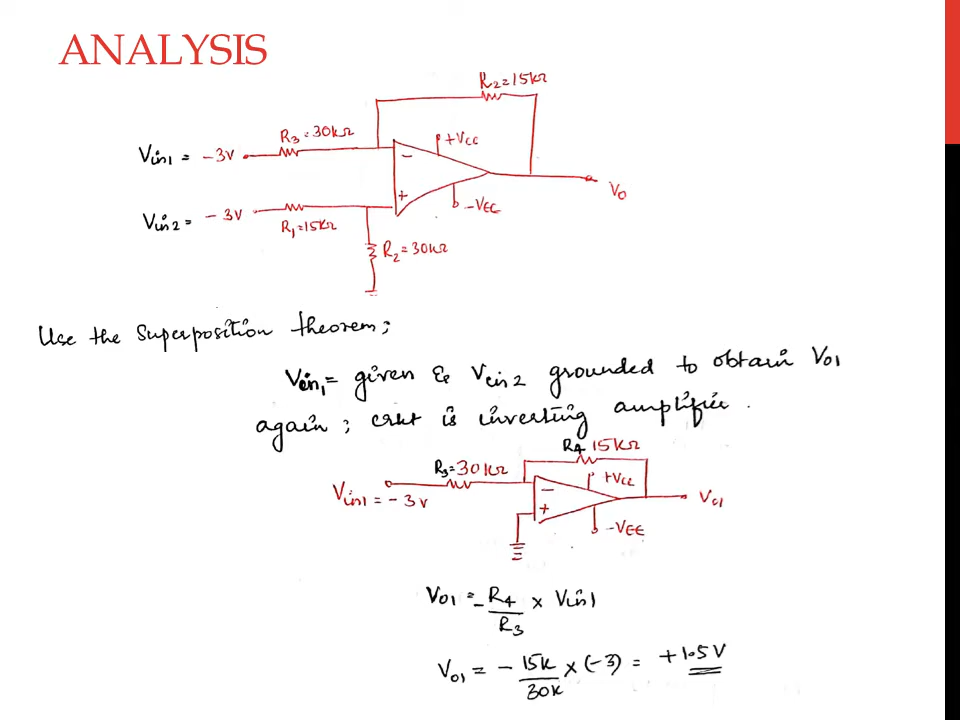 ANALYSIS
R2=15kΩ
R3=30kΩ
Vin1 = -3V
-
+VCC
+
-VEE
Vo
Vin2 = -3V
R1=15kΩ
R2=30kΩ
Use the superposition theorem;
Vin1= given & Vin2 grounded to obtain Vo1
again; crkt is inverting amplifier.
R4 15kΩ
R3=30kΩ
Vin1 = -3V
-
+VCC
+
-VEE
Vo1
Vo1 = -R4/R3 x Vin1
Vo1 = -15k/30k x (-3) = +1.5V